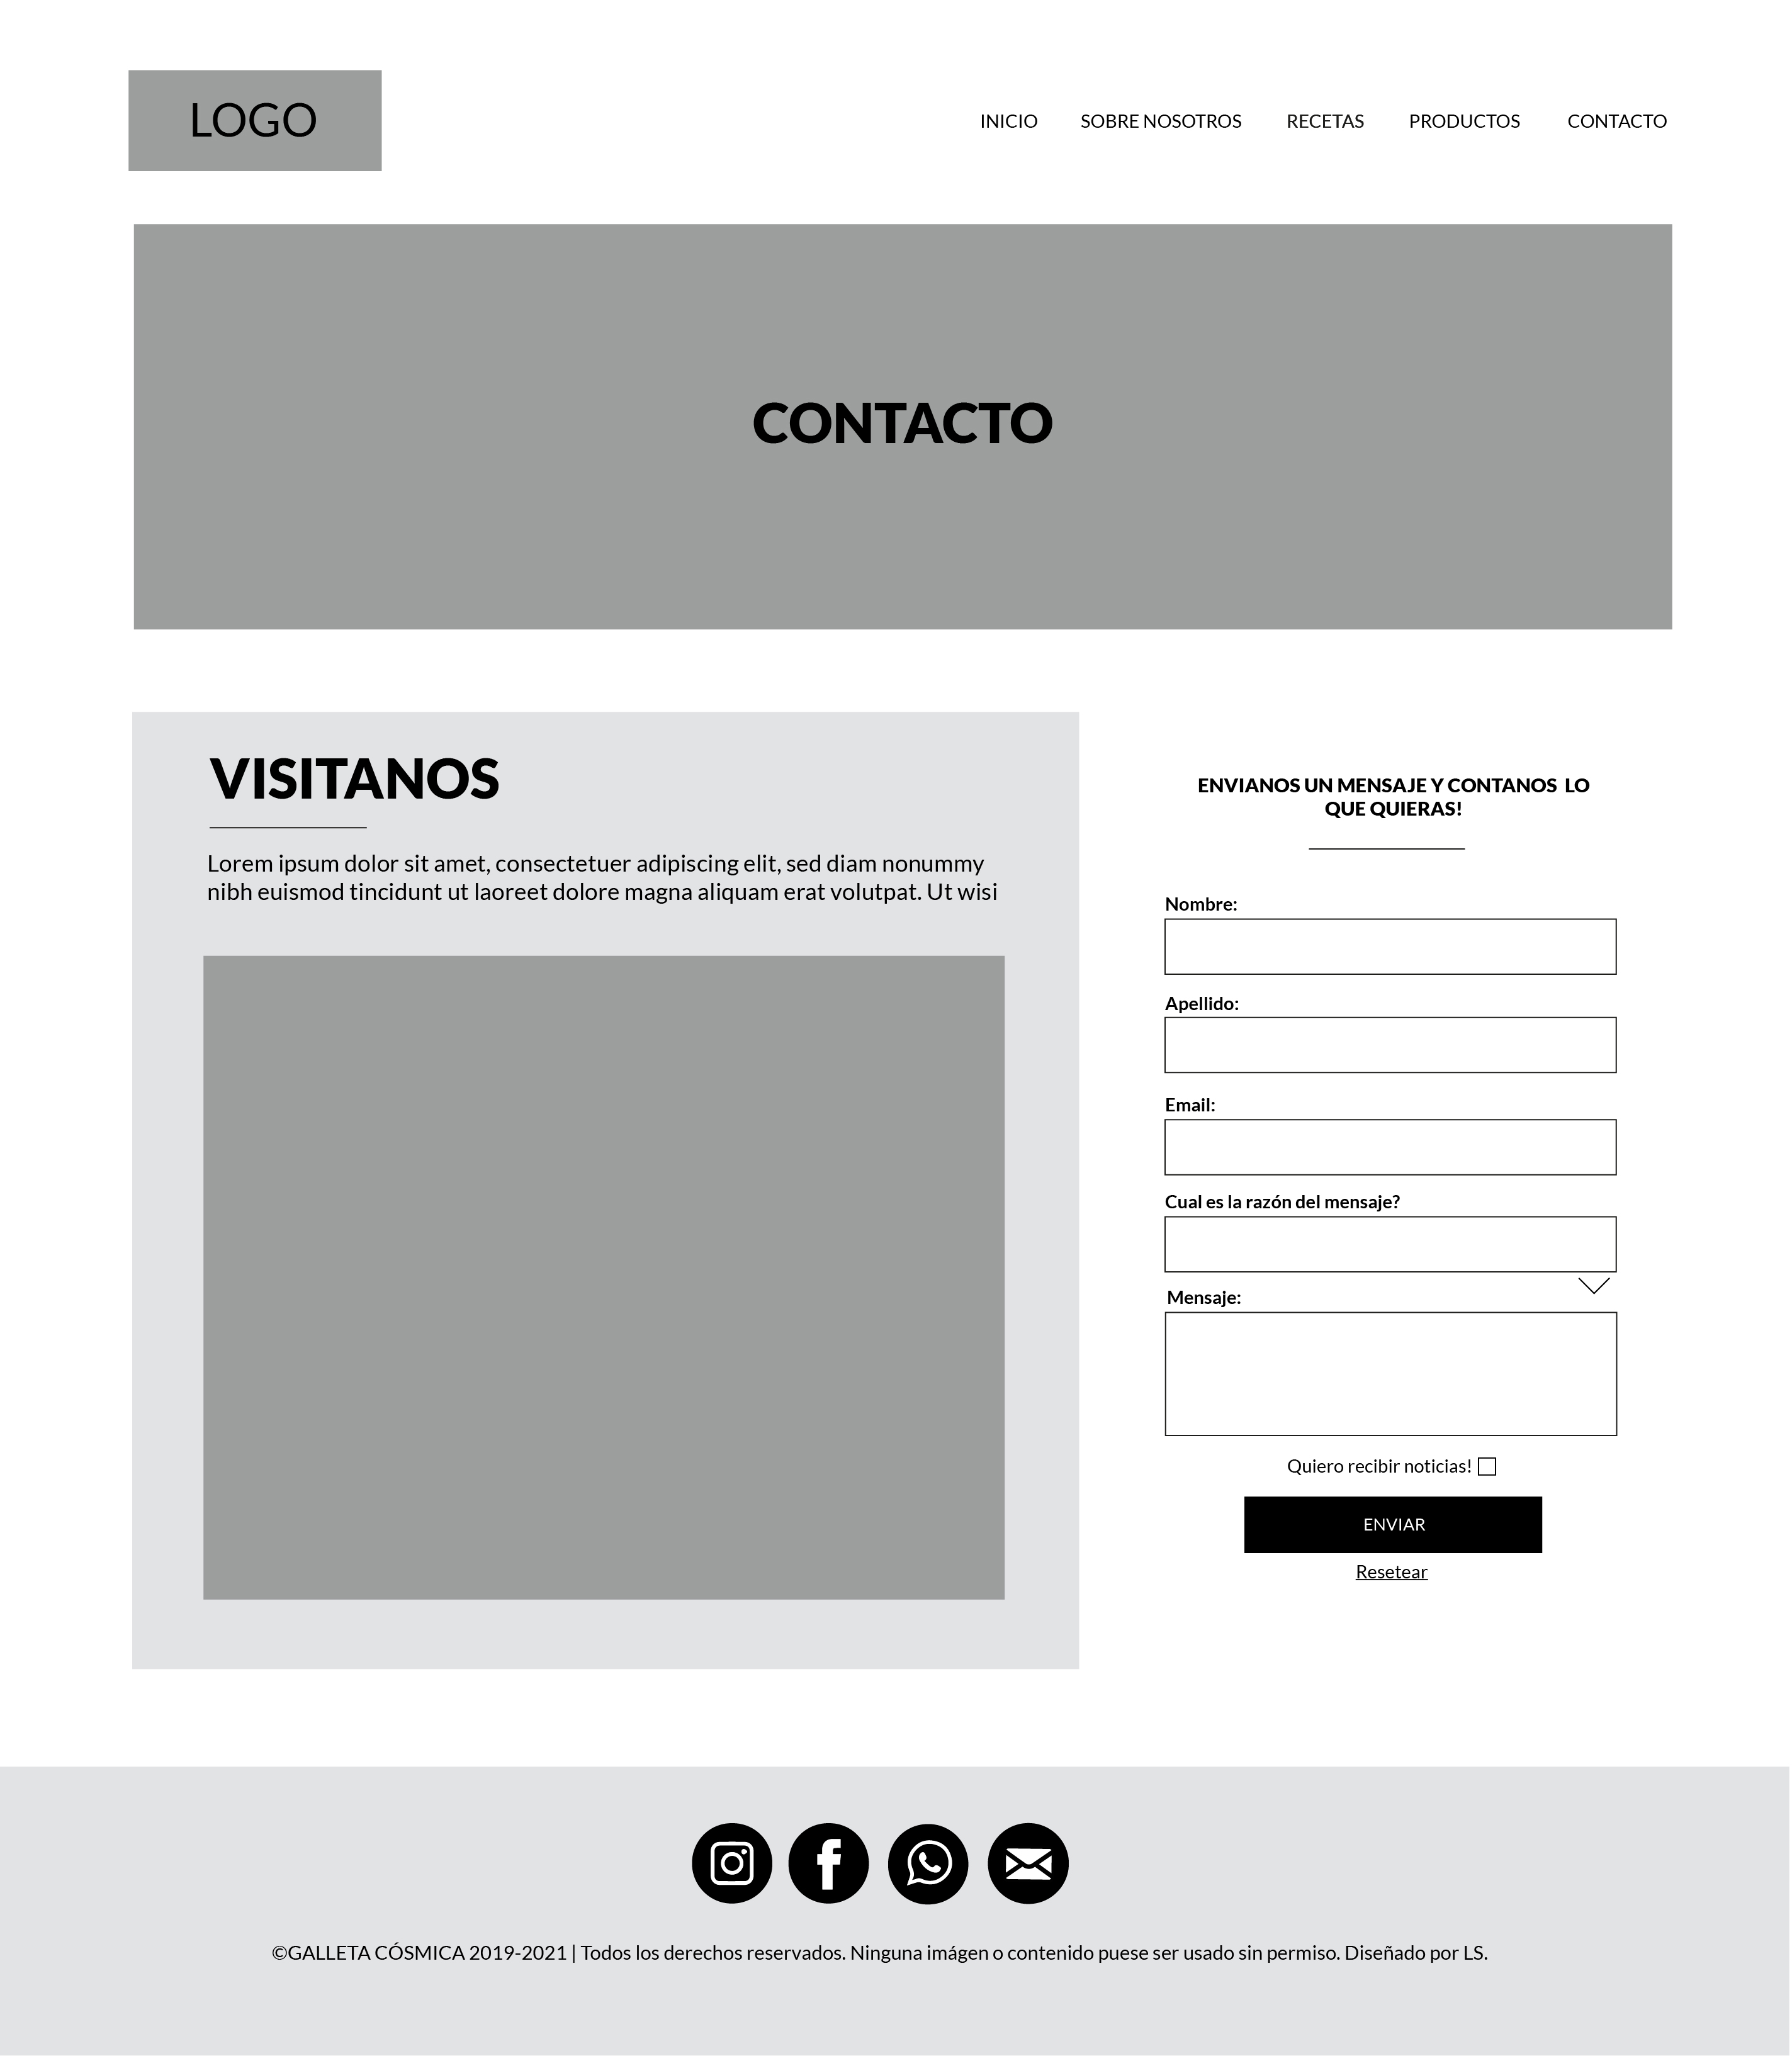 LOGO
INICIO SOBRE NOSOTROS RECETAS PRODUCTOS CONTACTO
CONTACTO
VISITANOS
Lorem ipsum dolor sit amet, consectetuer adipiscing elit, sed diam nonummy
nibh euismod tincidunt ut laoreet dolore magna aliquam erat volutpat. Ut wisi
ENVIANOS UN MENSAJE Y CONTANOS LO
QUE QUIERAS!
Nombre:
Apellido:
Email:
Cual es la razón del mensaje?
Mensaje:
Quiero recibir noticias!
ENVIAR
Resetear
©GALLETA CÓSMICA 2019-2021 | Todos los derechos reservados. Ninguna imágen o contenido puese ser usado sin permiso. Diseñado por LS.